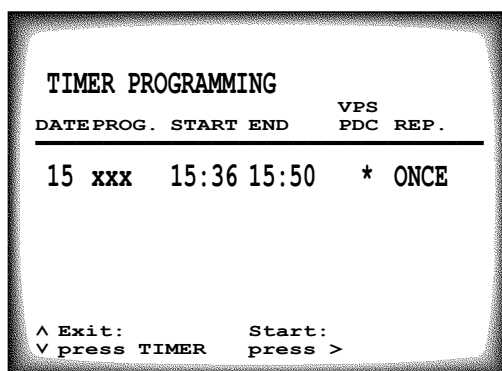 TIMER PROGRAMMING
VPS
DATE PROG. START END PDC REP.
15 xxx 15:36 15:50 * ONCE
^ Exit: Start:
v press TIMER press >